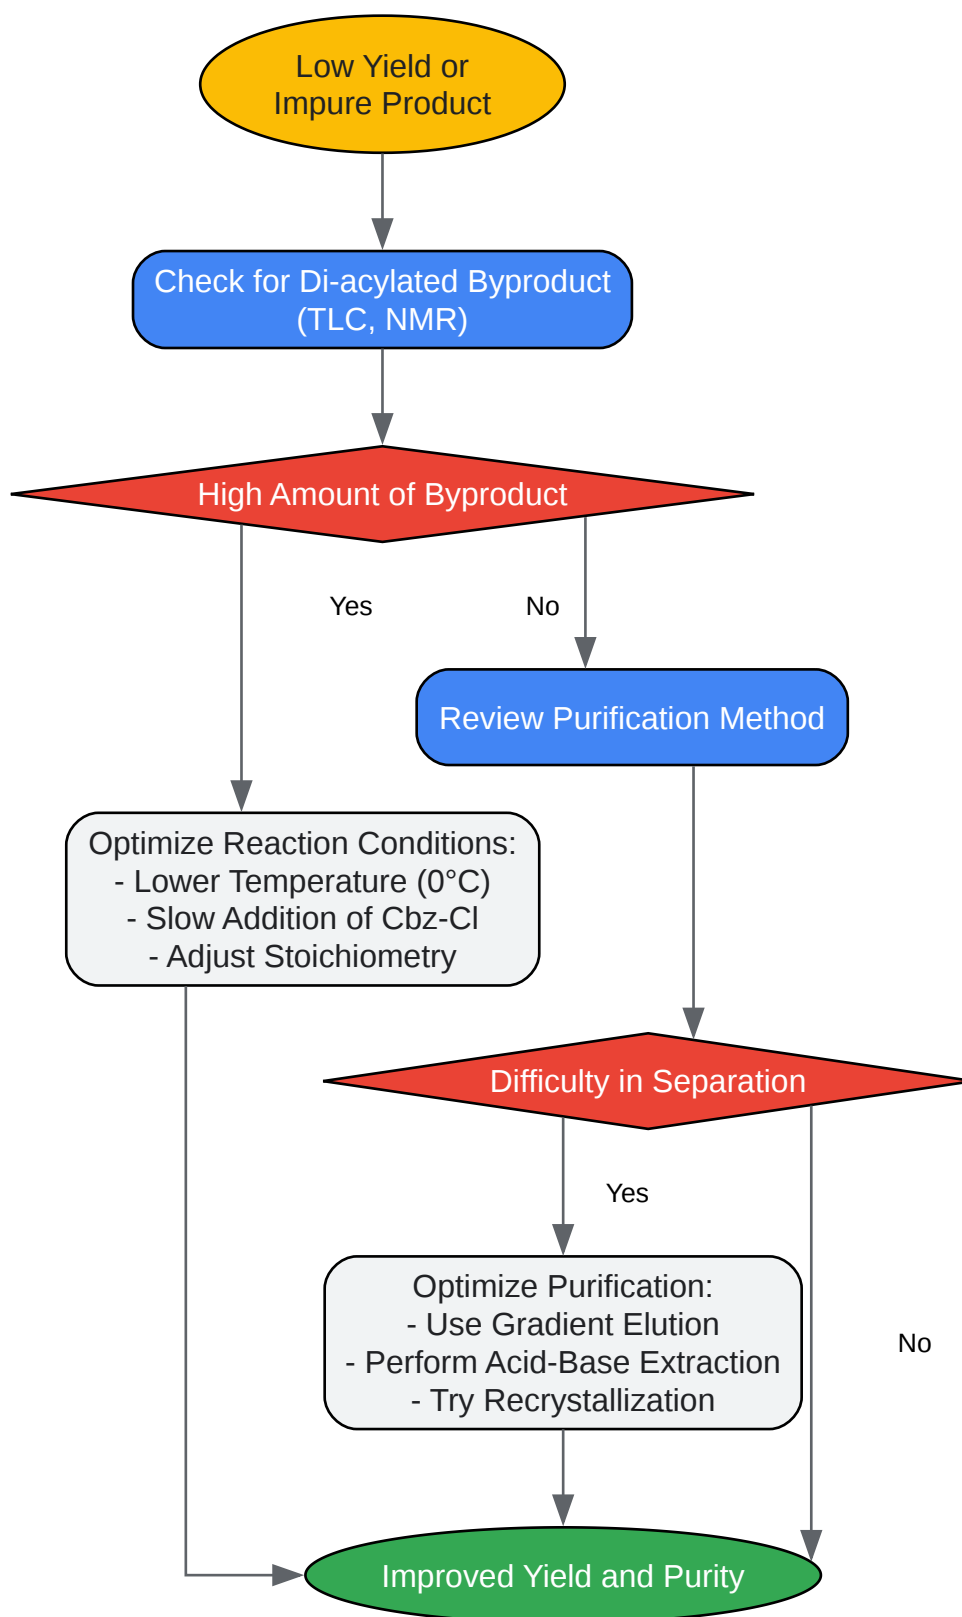 Low Yield or
Impure Product
Check for Di-acylated Byproduct
(TLC, NMR)
High Amount of Byproduct
Yes
No
Review Purification Method
Optimize Reaction Conditions:
- Lower Temperature (0°C)
- Slow Addition of Cbz-Cl
- Adjust Stoichiometry
Difficulty in Separation
Yes
Optimize Purification:
- Use Gradient Elution
- Perform Acid-Base Extraction
- Try Recrystallization
No
Improved Yield and Purity